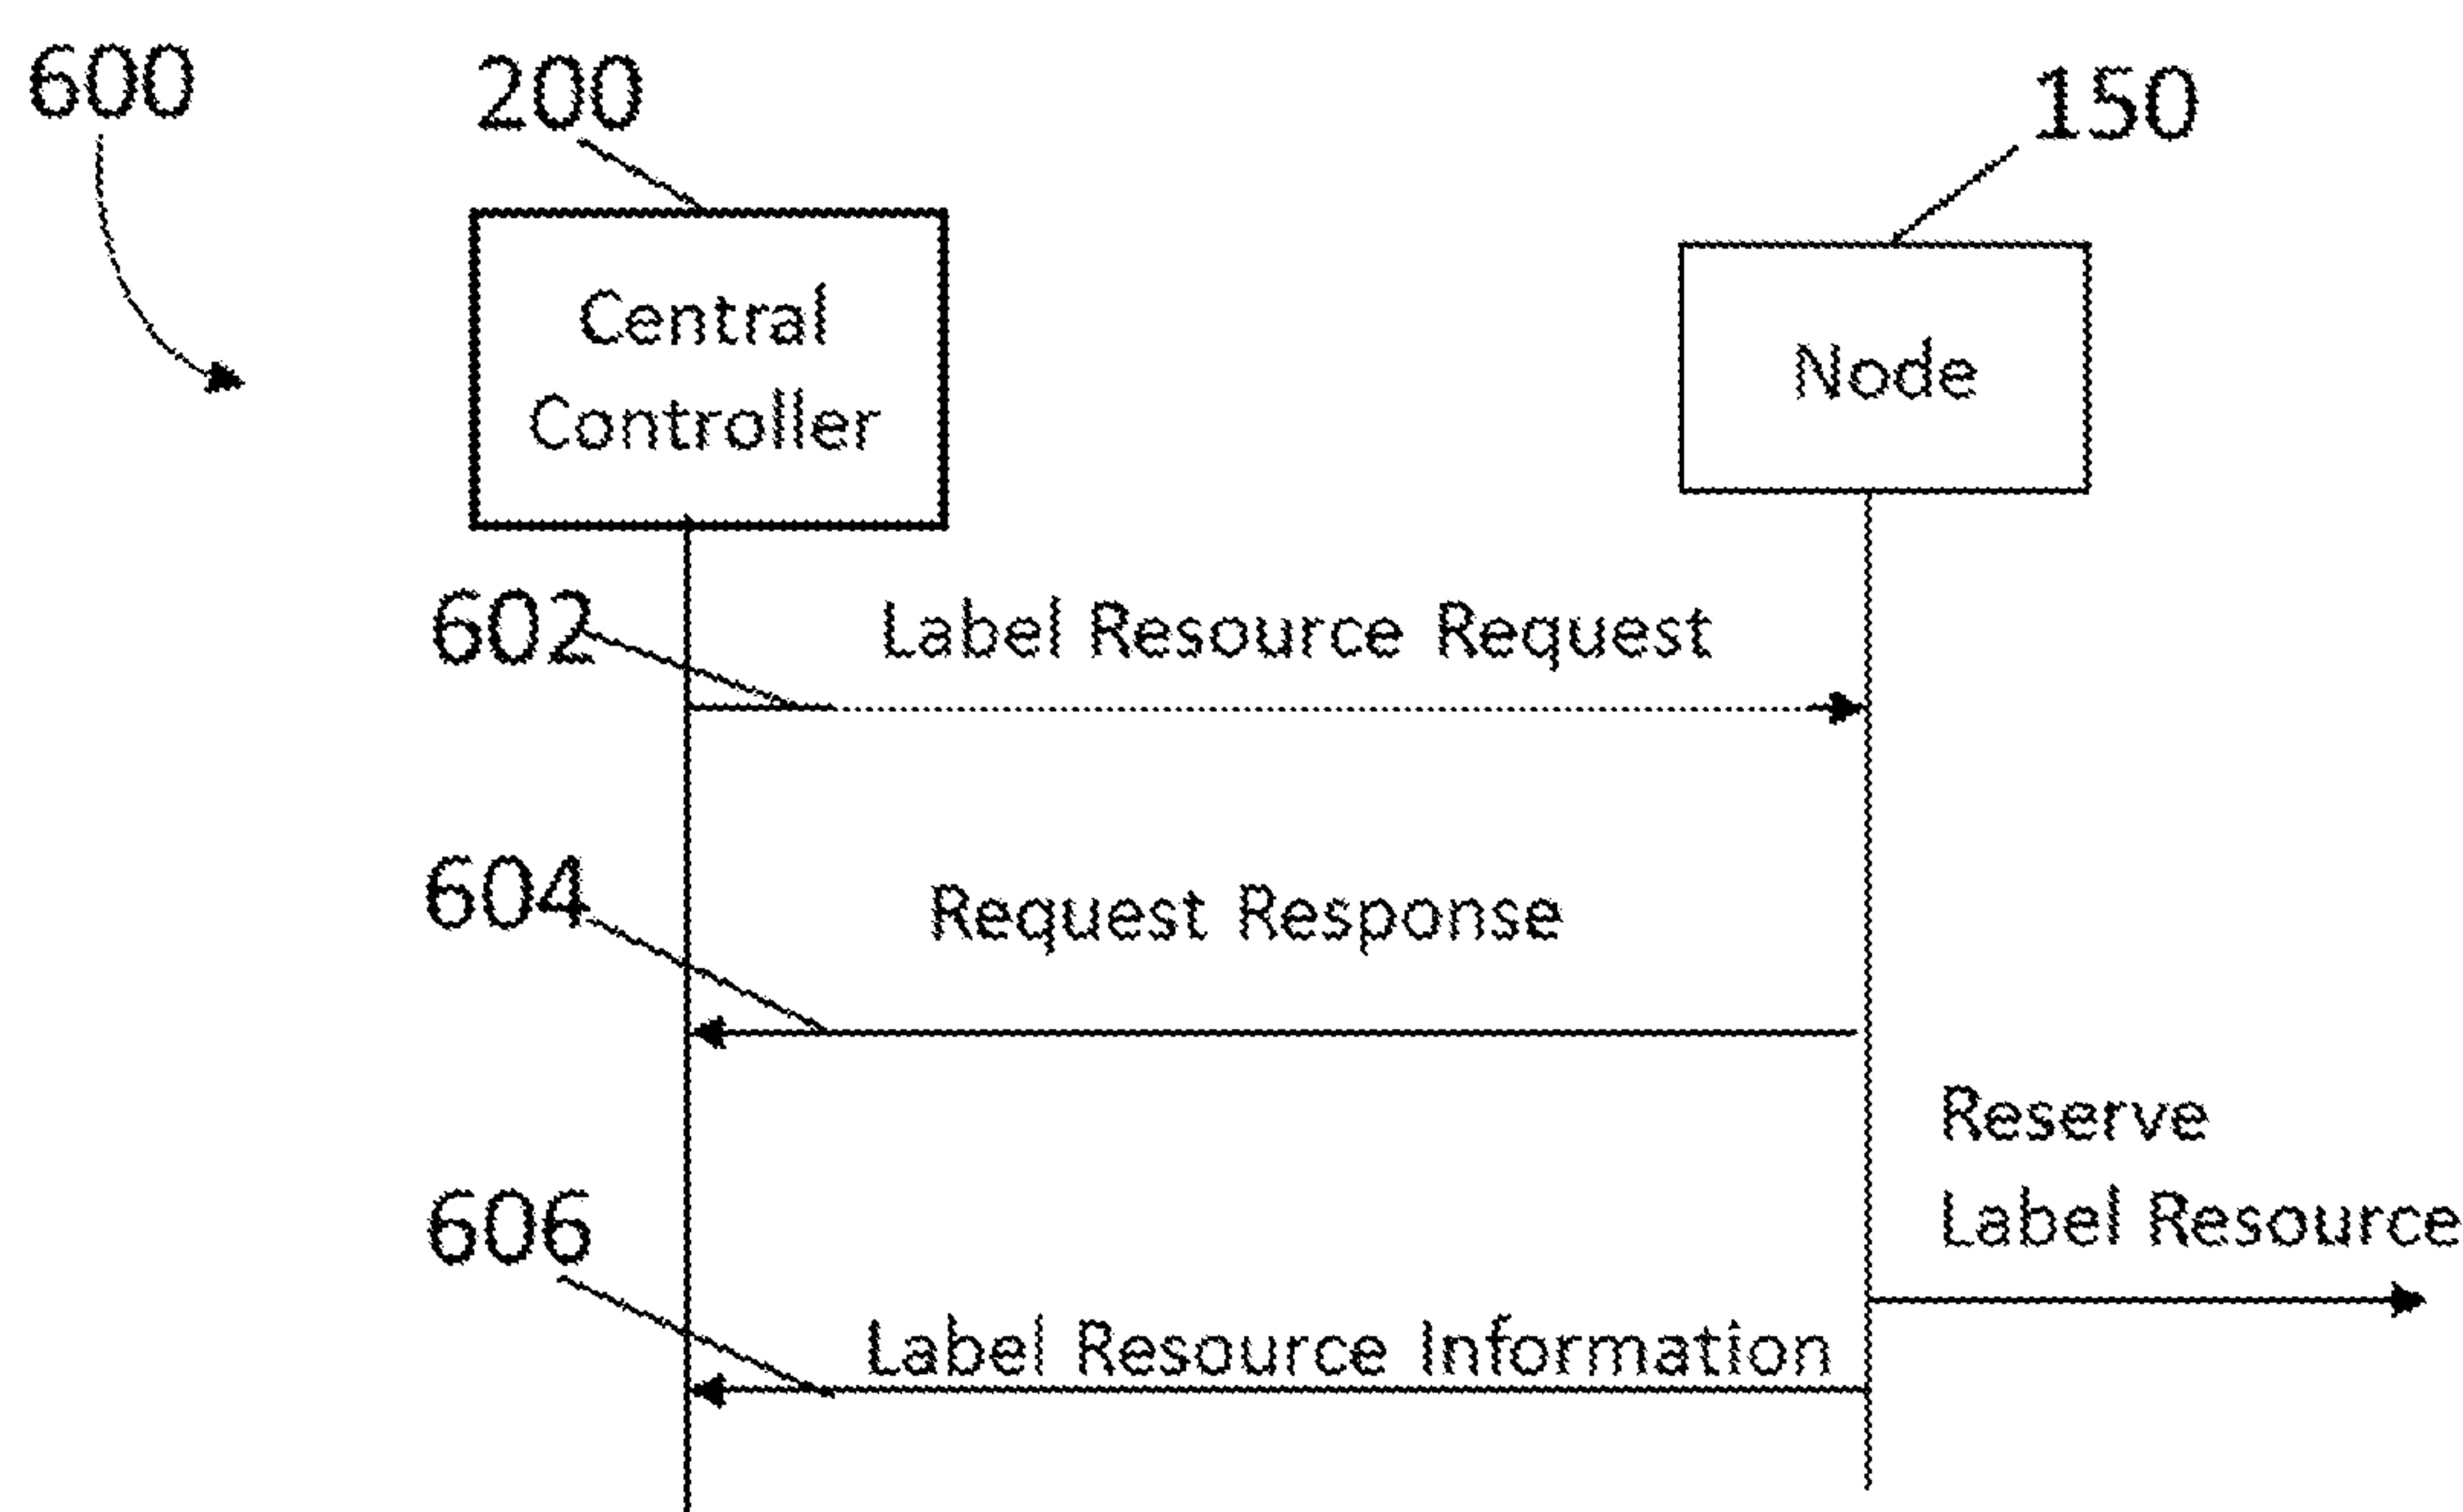 600
200
150
Central
Controller
Node
602
Label Resource Request
604
Request Response
Reserve
Label Resource
606
Label Resource Information